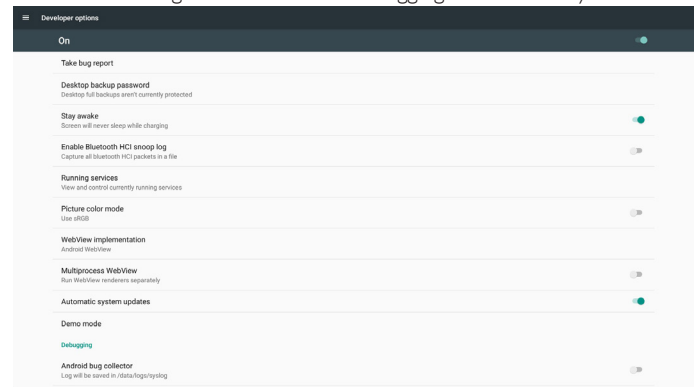 Developer options
On
Take bug report
Desktop backup password
Desktop full backups aren't currently protected
Stay awake
Screen will never sleep while charging
Enable Bluetooth HCI snoop log
Capture all bluetooth HCI packets in a file
Running services
View and control currently running services
Picture color mode
Use sRGB
WebView implementation
Android WebView
Multiprocess WebView
Run WebView renderers separately
Automatic system updates
Demo mode
Debugging
Android bug collector
Log will be saved in /data/logs/syslog